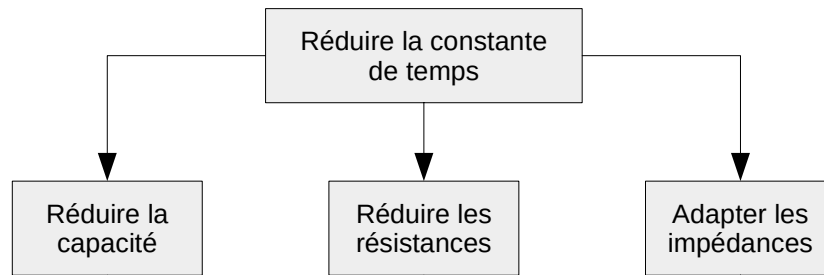 Réduire la constante
de temps
Réduire la
capacité
Réduire les
résistances
Adapter les
impédances